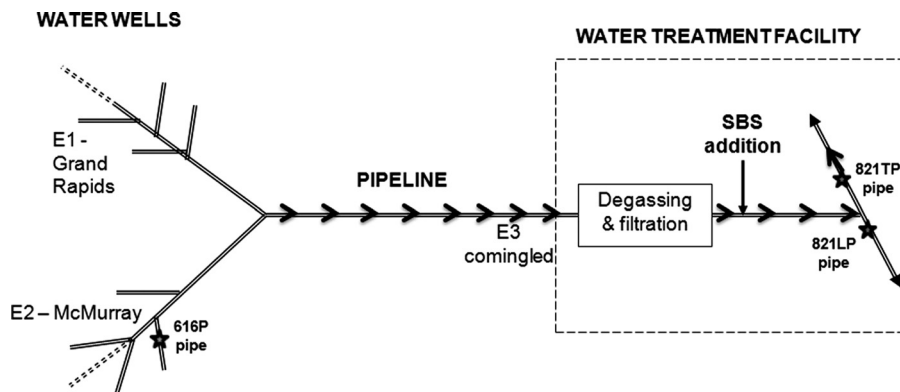 WATER WELLS
WATER TREATMENT FACILITY
E1 -
Grand
Rapids
PIPELINE
SBS
addition
821TP
pipe
Degassing
& filtration
E3
comingled
821LP
pipe
E2 – McMurray
616P
pipe